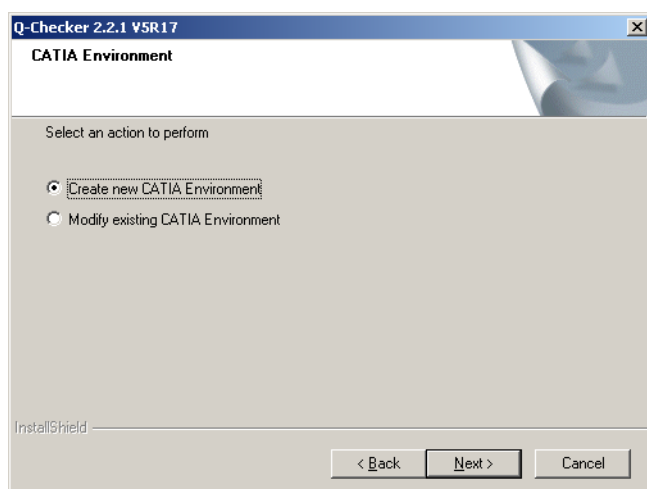 Q-Checker 2.2.1 V5R17
CATIA Environment
Select an action to perform
Create new CATIA Environment
Modify existing CATIA Environment
InstallShield
< Back Next > Cancel